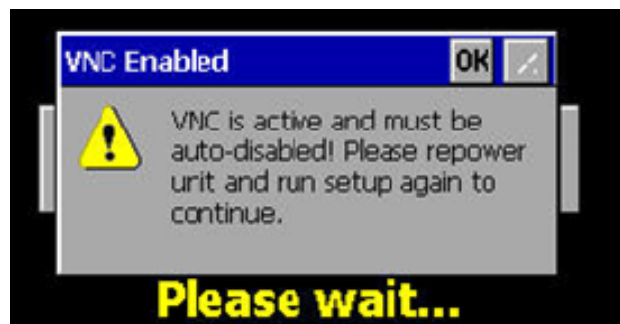 VNC Enabled OK
VNC is active and must be
auto-disabled! Please repower
unit and run setup again to
continue.
Please wait...